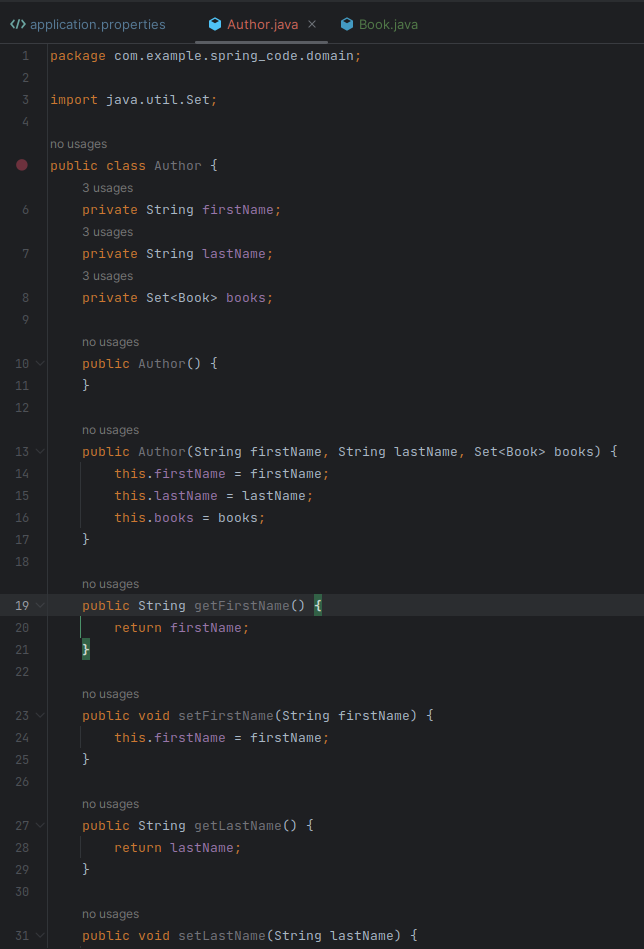 </> application.properties Author.java × Book.java
1 package com.example.spring_code.domain;
2
3 import java.util.Set;
4
no usages
public class Author {
3 usages
6 private String firstName;
3 usages
7 private String lastName;
3 usages
8 private Set<Book> books;
9
no usages
10 public Author() {
11 }
12
no usages
13 public Author(String firstName, String lastName, Set<Book> books) {
14 this.firstName = firstName;
15 this.lastName = lastName;
16 this.books = books;
17 }
18
no usages
19 public String getFirstName() {
20 return firstName;
21 }
22
no usages
23 public void setFirstName(String firstName) {
24 this.firstName = firstName;
25 }
26
no usages
27 public String getLastName() {
28 return lastName;
29 }
30
no usages
31 public void setLastName(String lastName) {